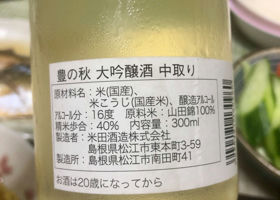 豊の秋 大吟醸酒 中取り
原材料名:米(国産)、
米こうじ(国産米)、醸造アルコール
アルコール分:16度 原料米:山田錦100%
精米歩合:40% 内容量:300ml
製造者:米田酒造株式会社
島根県松江市東本町3-59
製造所:島根県松江市南田町41
お酒は20歳になってから